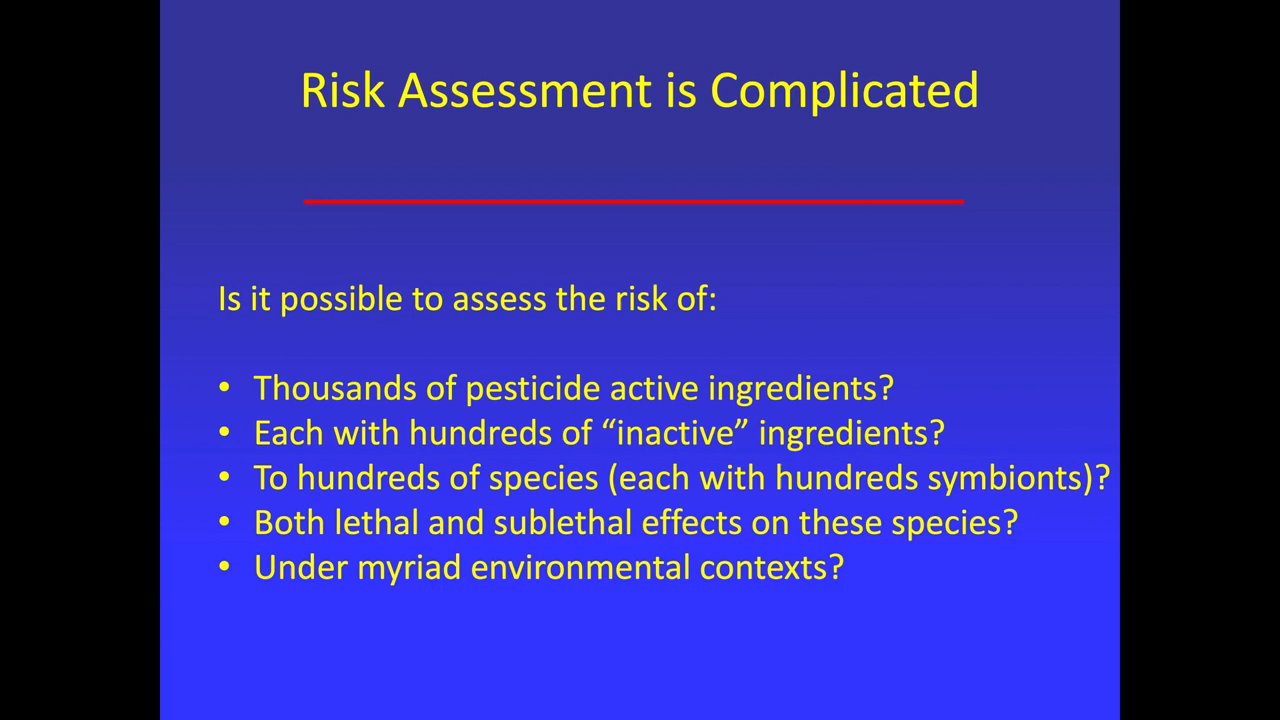 Risk Assessment is Complicated
Is it possible to assess the risk of:
• Thousands of pesticide active ingredients?
• Each with hundreds of “inactive” ingredients?
• To hundreds of species (each with hundreds symbionts)?
• Both lethal and sublethal effects on these species?
• Under myriad environmental contexts?